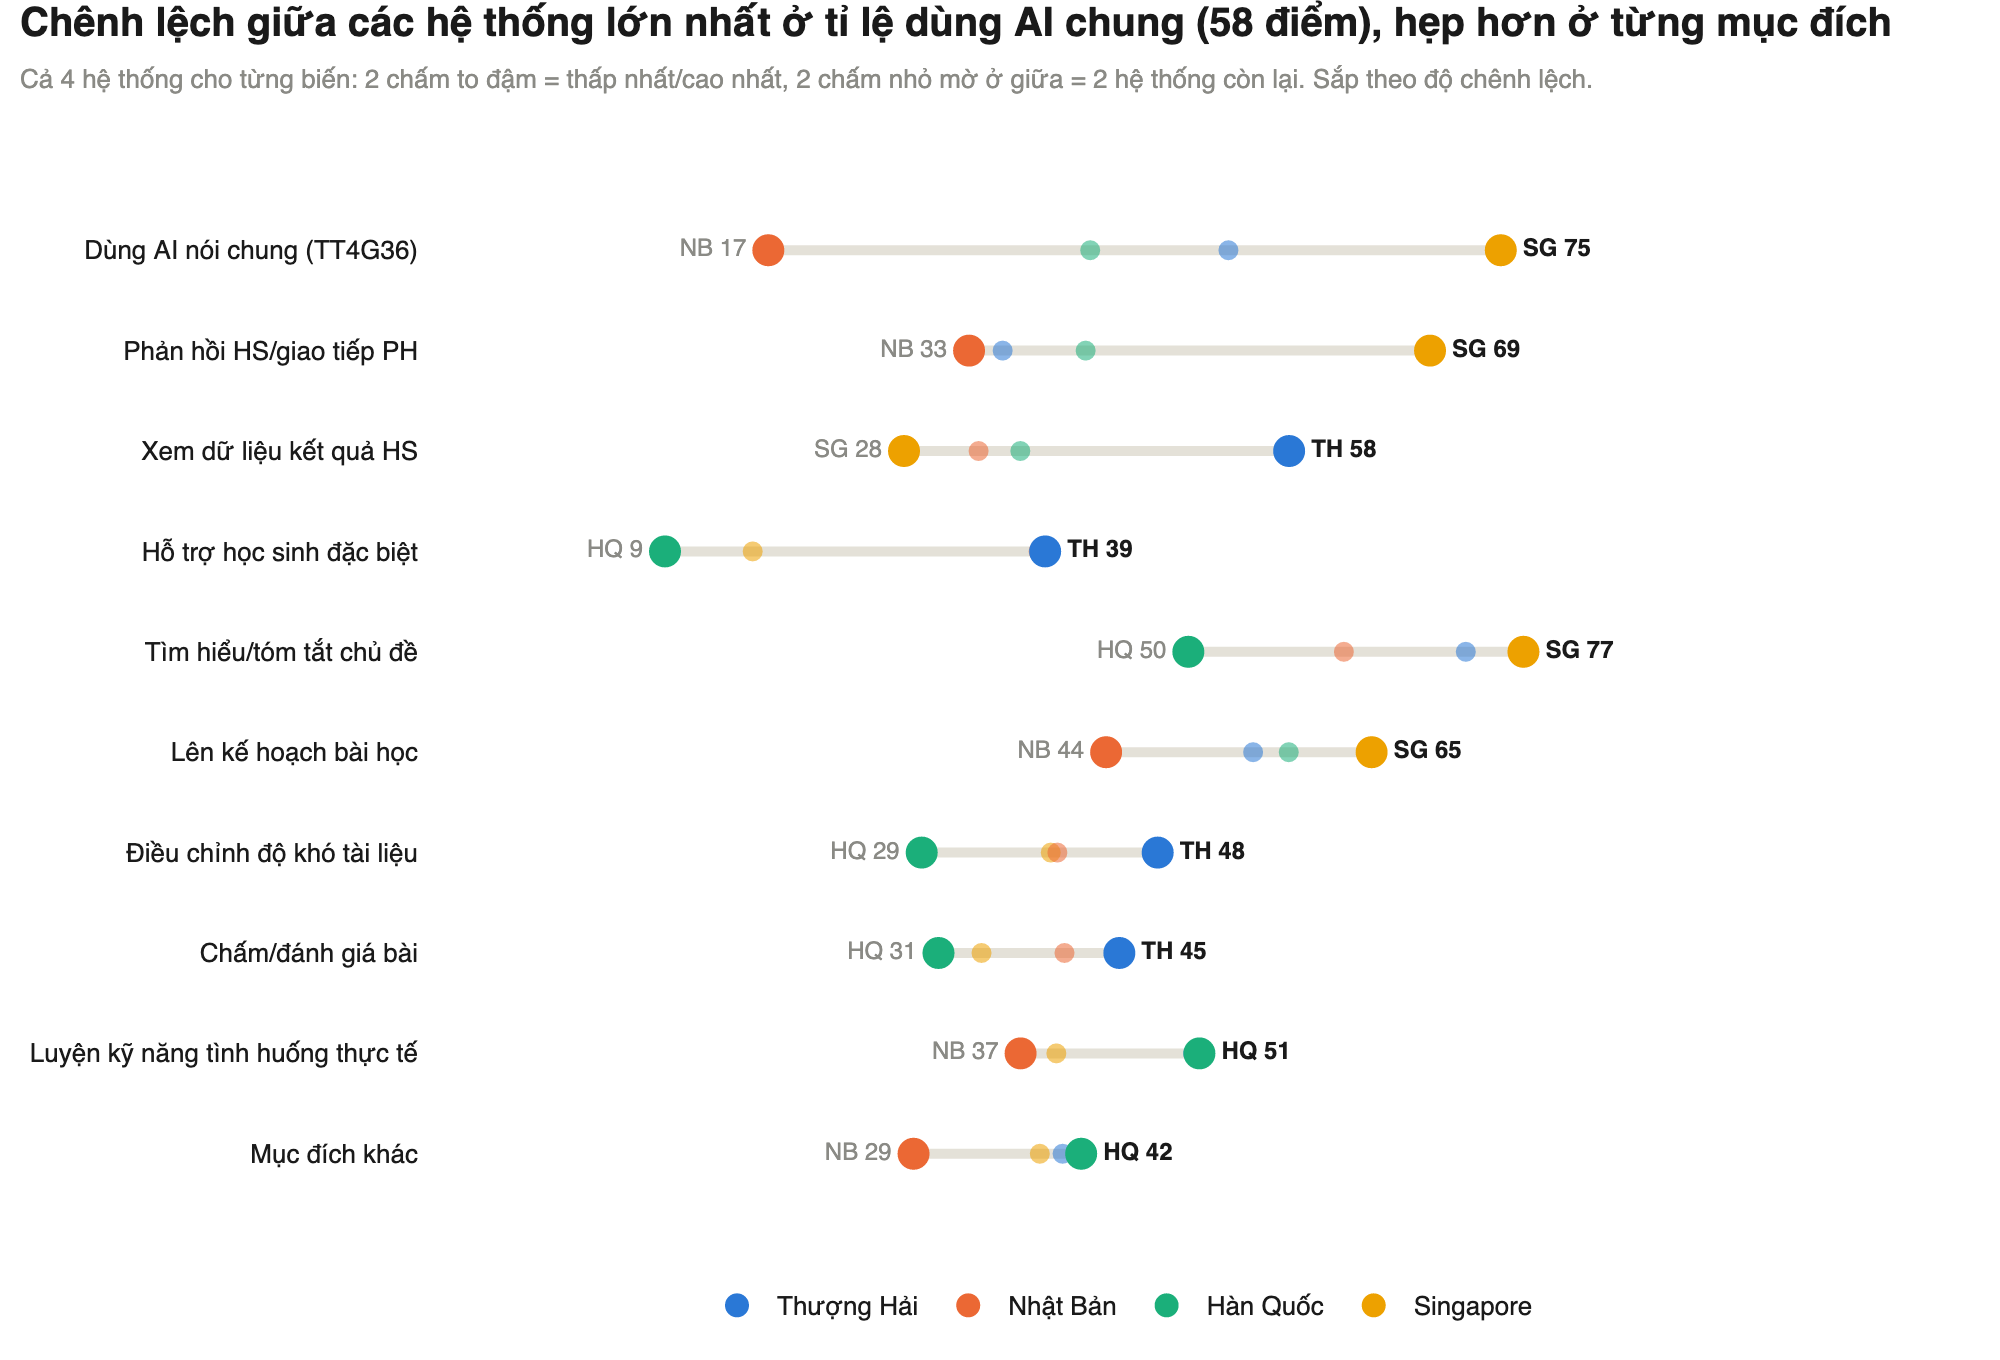 Chênh lệch giữa các hệ thống lớn nhất ở tỉ lệ dùng AI chung (58 điểm), hẹp hơn ở từng mục đích
Cả 4 hệ thống cho từng biến: 2 chấm to đậm = thấp nhất/cao nhất, 2 chấm nhỏ mờ ở giữa = 2 hệ thống còn lại. Sắp theo độ chênh lệch.
Dùng AI nói chung (TT4G36) NB 17 SG 75
Phản hồi HS/giao tiếp PH NB 33 SG 69
Xem dữ liệu kết quả HS SG 28 TH 58
Hỗ trợ học sinh đặc biệt HQ 9 TH 39
Tìm hiểu/tóm tắt chủ đề HQ 50 SG 77
Lên kế hoạch bài học NB 44 SG 65
Điều chỉnh độ khó tài liệu HQ 29 TH 48
Chấm/đánh giá bài HQ 31 TH 45
Luyện kỹ năng tình huống thực tế NB 37 HQ 51
Mục đích khác NB 29 HQ 42
Thượng Hải Nhật Bản Hàn Quốc Singapore